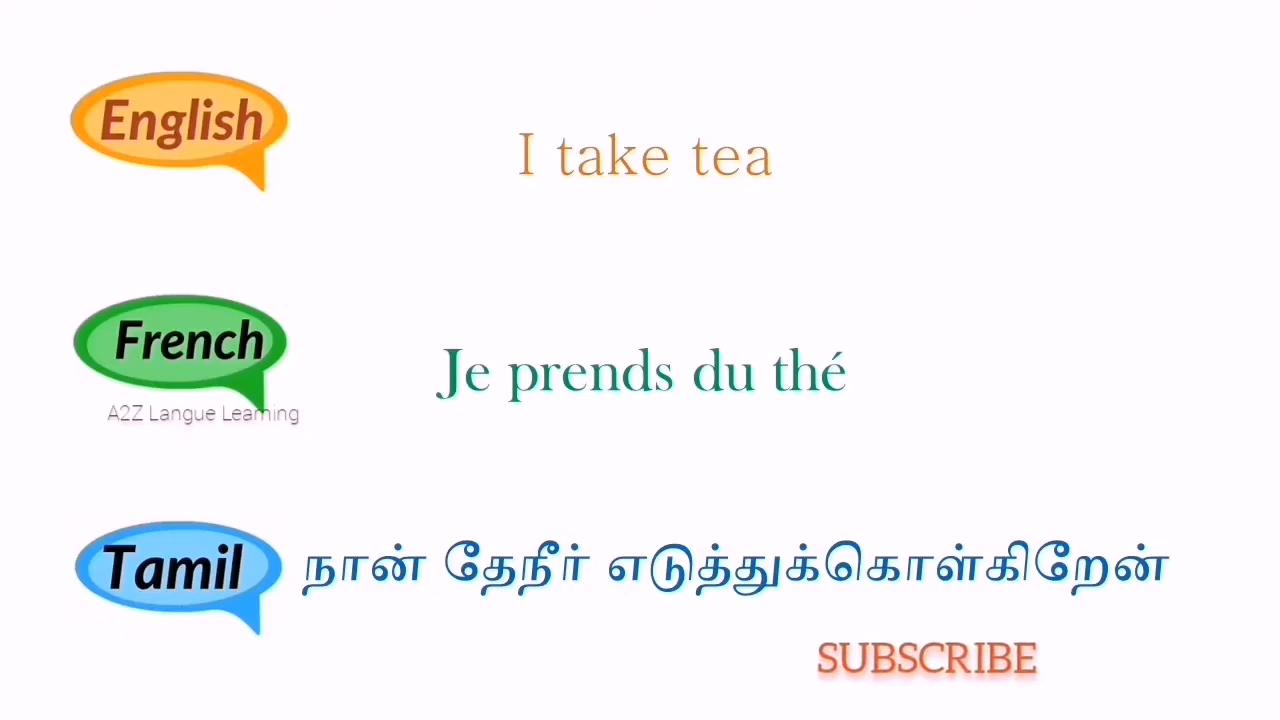 English
I take tea
French
Je prends du thé
A2Z Langue Learning
Tamil
நான் தேநீர் எடுத்துக்கொள்கிறேன்
SUBSCRIBE